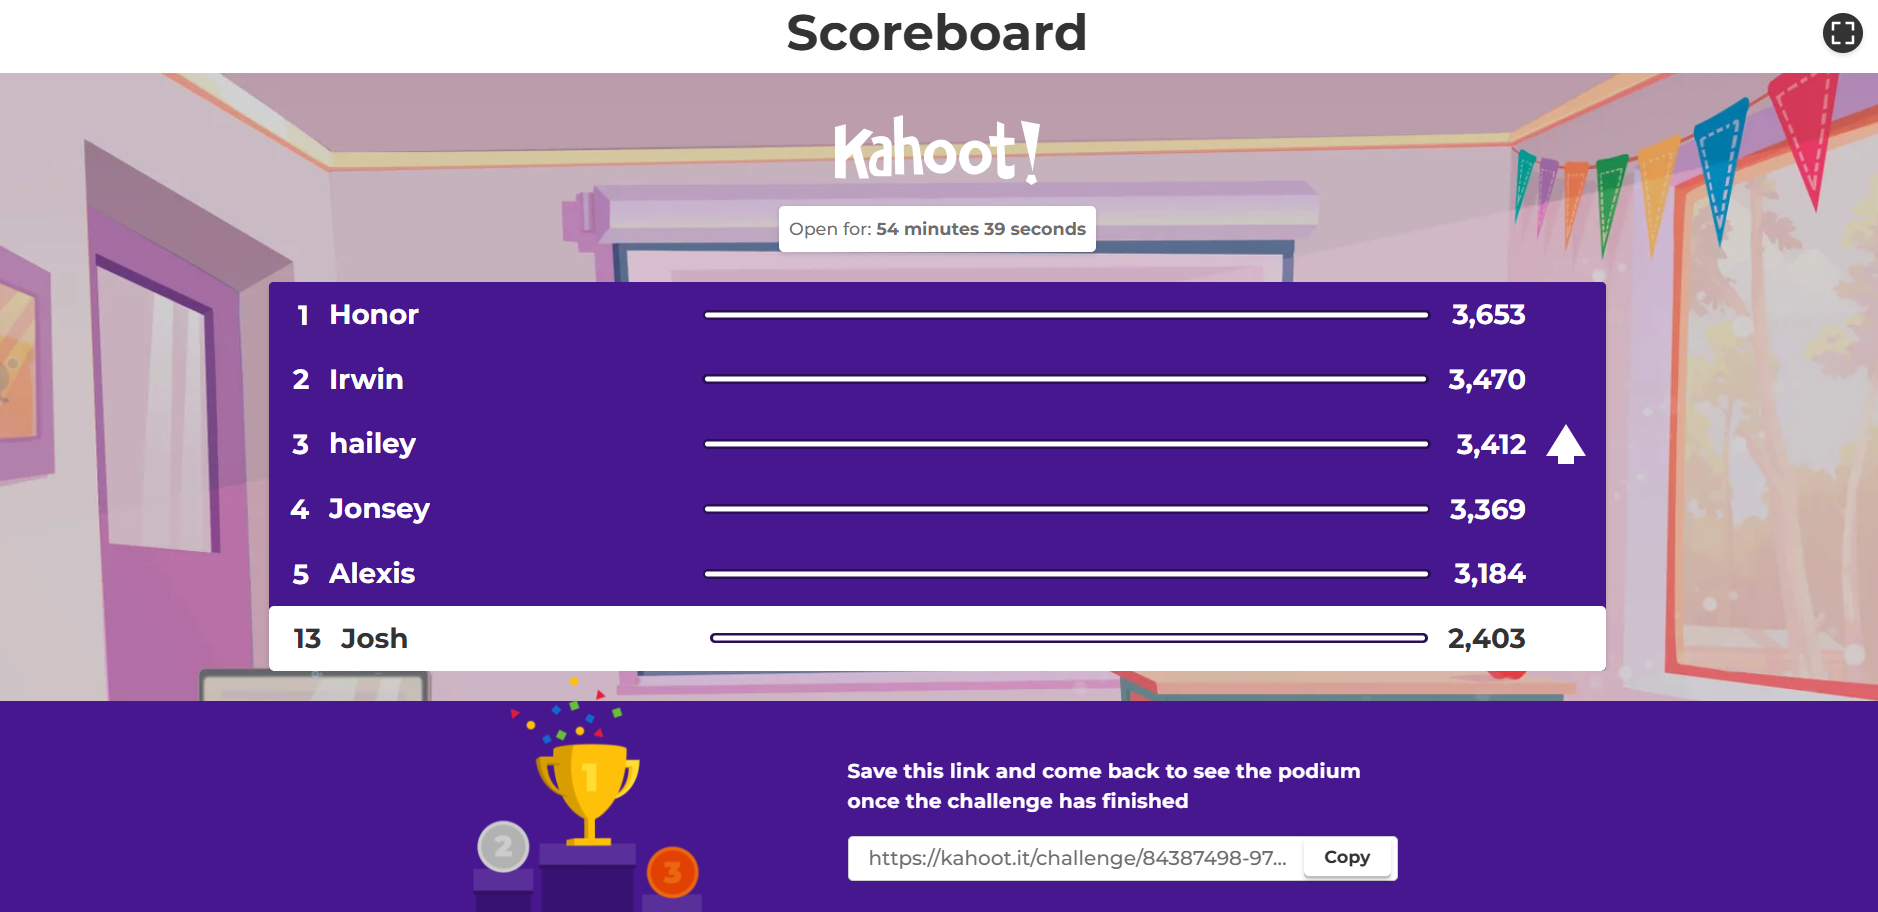 Scoreboard
Kahoot!
Open for: 54 minutes 39 seconds
1 Honor 3,653
2 Irwin 3,470
3 hailey 3,412
4 Jonsey 3,369
5 Alexis 3,184
13 Josh 2,403
1
2
3
Save this link and come back to see the podium
once the challenge has finished
https://kahoot.it/challenge/84387498-97... Copy